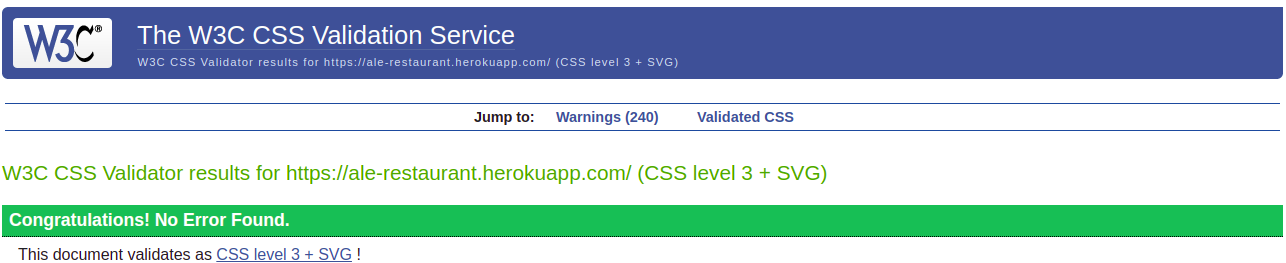 W3C®
The W3C CSS Validation Service
W3C CSS Validator results for https://ale-restaurant.herokuapp.com/ (CSS level 3 + SVG)
Jump to: Warnings (240) Validated CSS
W3C CSS Validator results for https://ale-restaurant.herokuapp.com/ (CSS level 3 + SVG)
Congratulations! No Error Found.
This document validates as CSS level 3 + SVG !